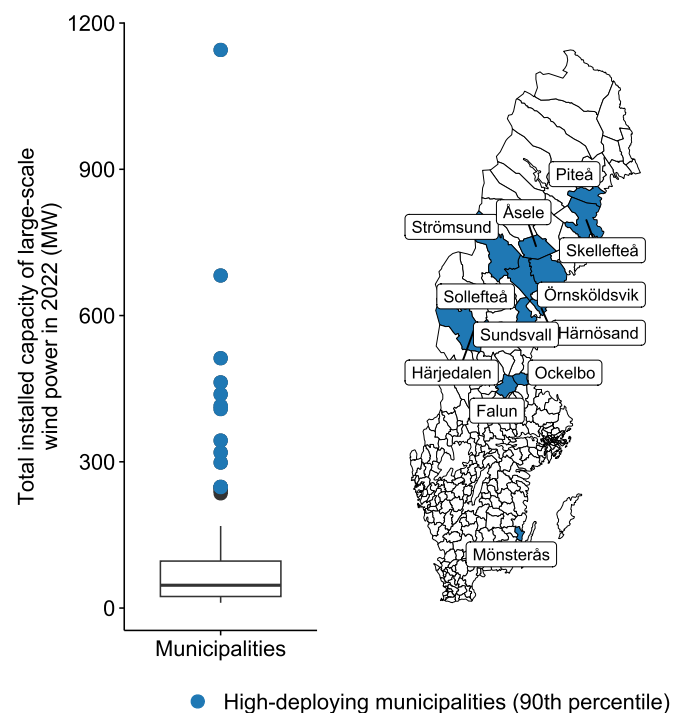 1200
900
600
300
0
Total installed capacity of large-scale
wind power in 2022 (MW)
Municipalities
Piteå
Åsele
Strömsund
Skellefteå
Sollefteå
Örnsköldsvik
Sundsvall
Härnösand
Härjedalen
Ockelbo
Falun
Mönsterås
High-deploying municipalities (90th percentile)